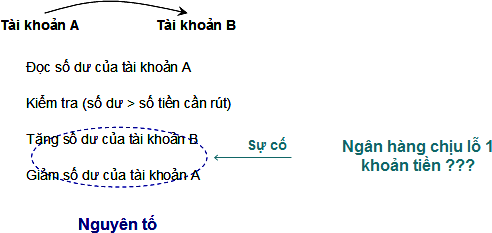 Tài khoản A
Tài khoản B
Đọc số dư của tài khoản A
Kiểm tra (số dư > số tiền cần rút)
Tăng số dư của tài khoản B
Giảm số dư của tài khoản A
Sự cố
Ngân hàng chịu lỗ 1
khoản tiền ???
Nguyên tố